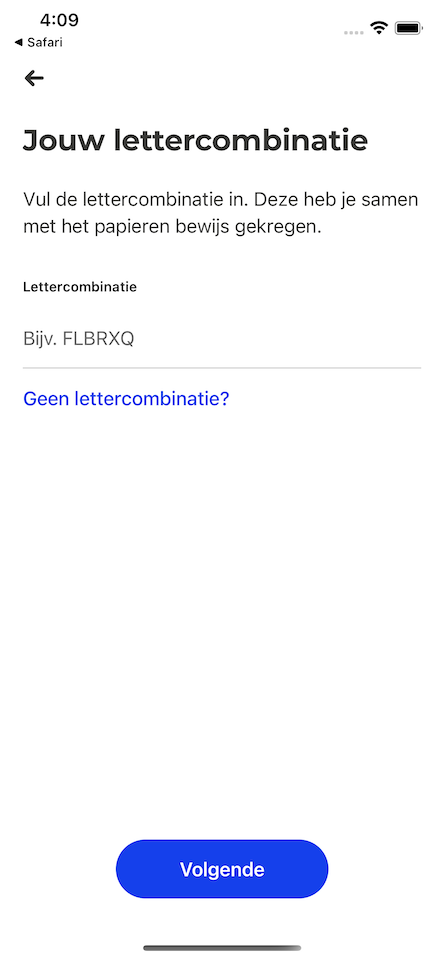 4:09
◀ Safari
Jouw lettercombinatie
Vul de lettercombinatie in. Deze heb je samen
met het papieren bewijs gekregen.
Lettercombinatie
Bijv. FLBRXQ
Geen lettercombinatie?
Volgende